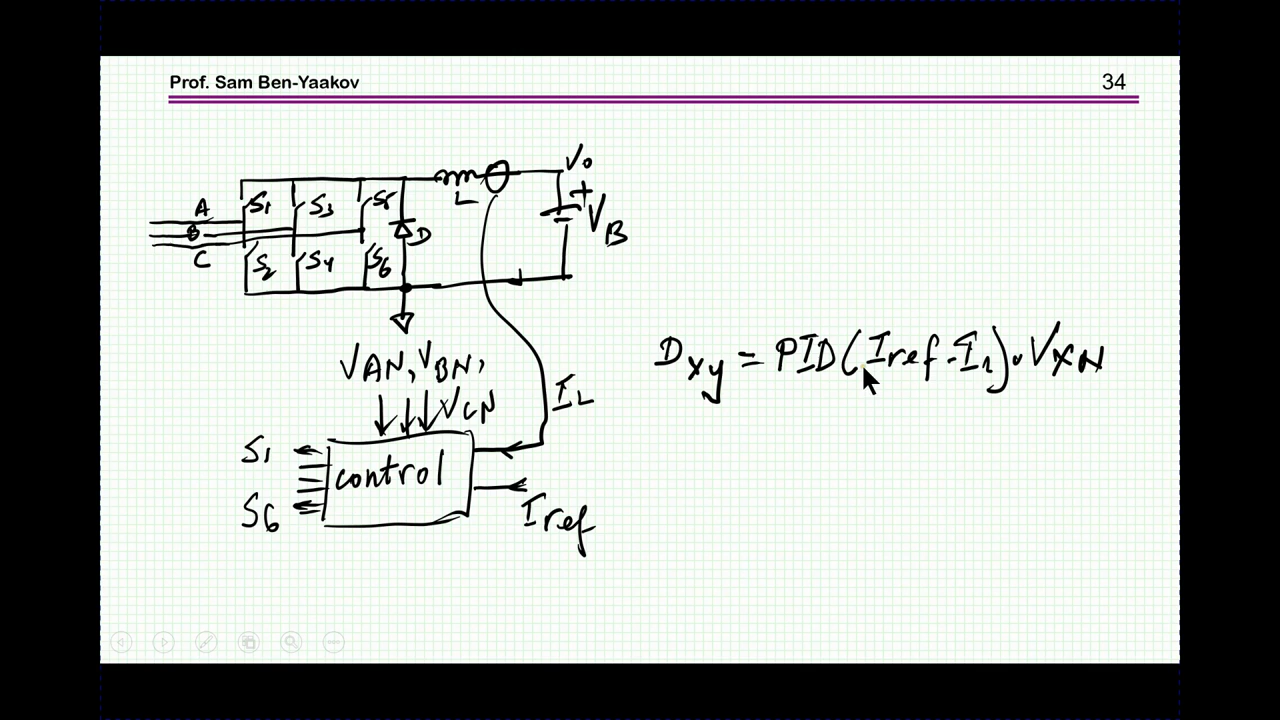 Prof. Sam Ben-Yaakov
34
Vo
A
B
C
S1
S3
S5
L
+
VB
D
S2
S4
S6
VAN, VBN,
VCN
IL
S1
S6
control
Iref
Dxy = PID(Iref - IL) · VXN